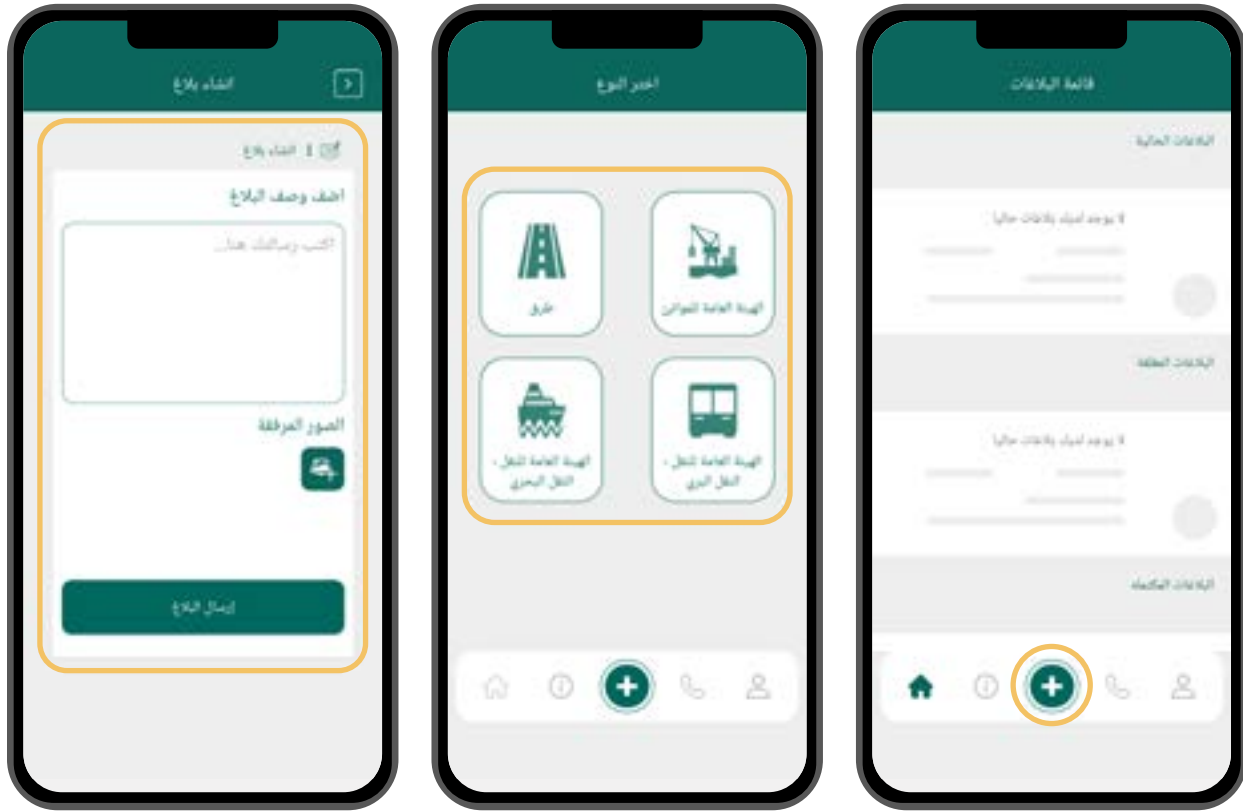 قائمة البلاغات
البلاغات الحالية
لا يوجد لديك بلاغات حاليا
البلاغات المغلقة
لا يوجد لديك بلاغات حاليا
البلاغات المكتملة
اختر النوع
الهيئة العامة للموانئ
طرق
الهيئة العامة للنقل -
النقل البري
الهيئة العامة للنقل -
النقل البحري
انشاء بلاغ
انشاء بلاغ
اضف وصف البلاغ
اكتب رسالتك هنا...
الصور المرفقة
إرسال البلاغ